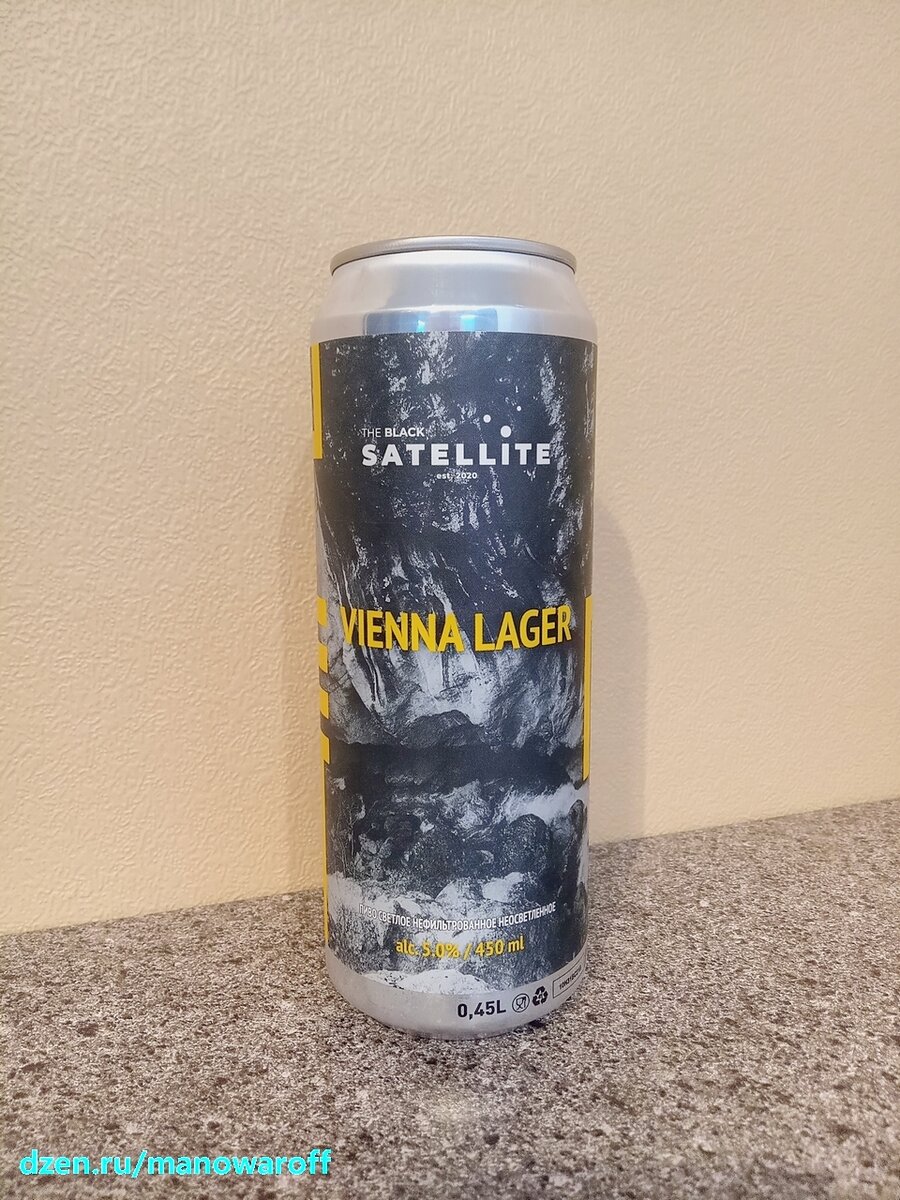 THE BLACK
SATELLITE
est. 2020
VIENNA LAGER
ПИВО СВЕТЛОЕ НЕФИЛЬТРОВАННОЕ НЕОСВЕТЛЕННОЕ
alc. 5.0% / 450 ml
0,45L
dzen.ru/manowaroff